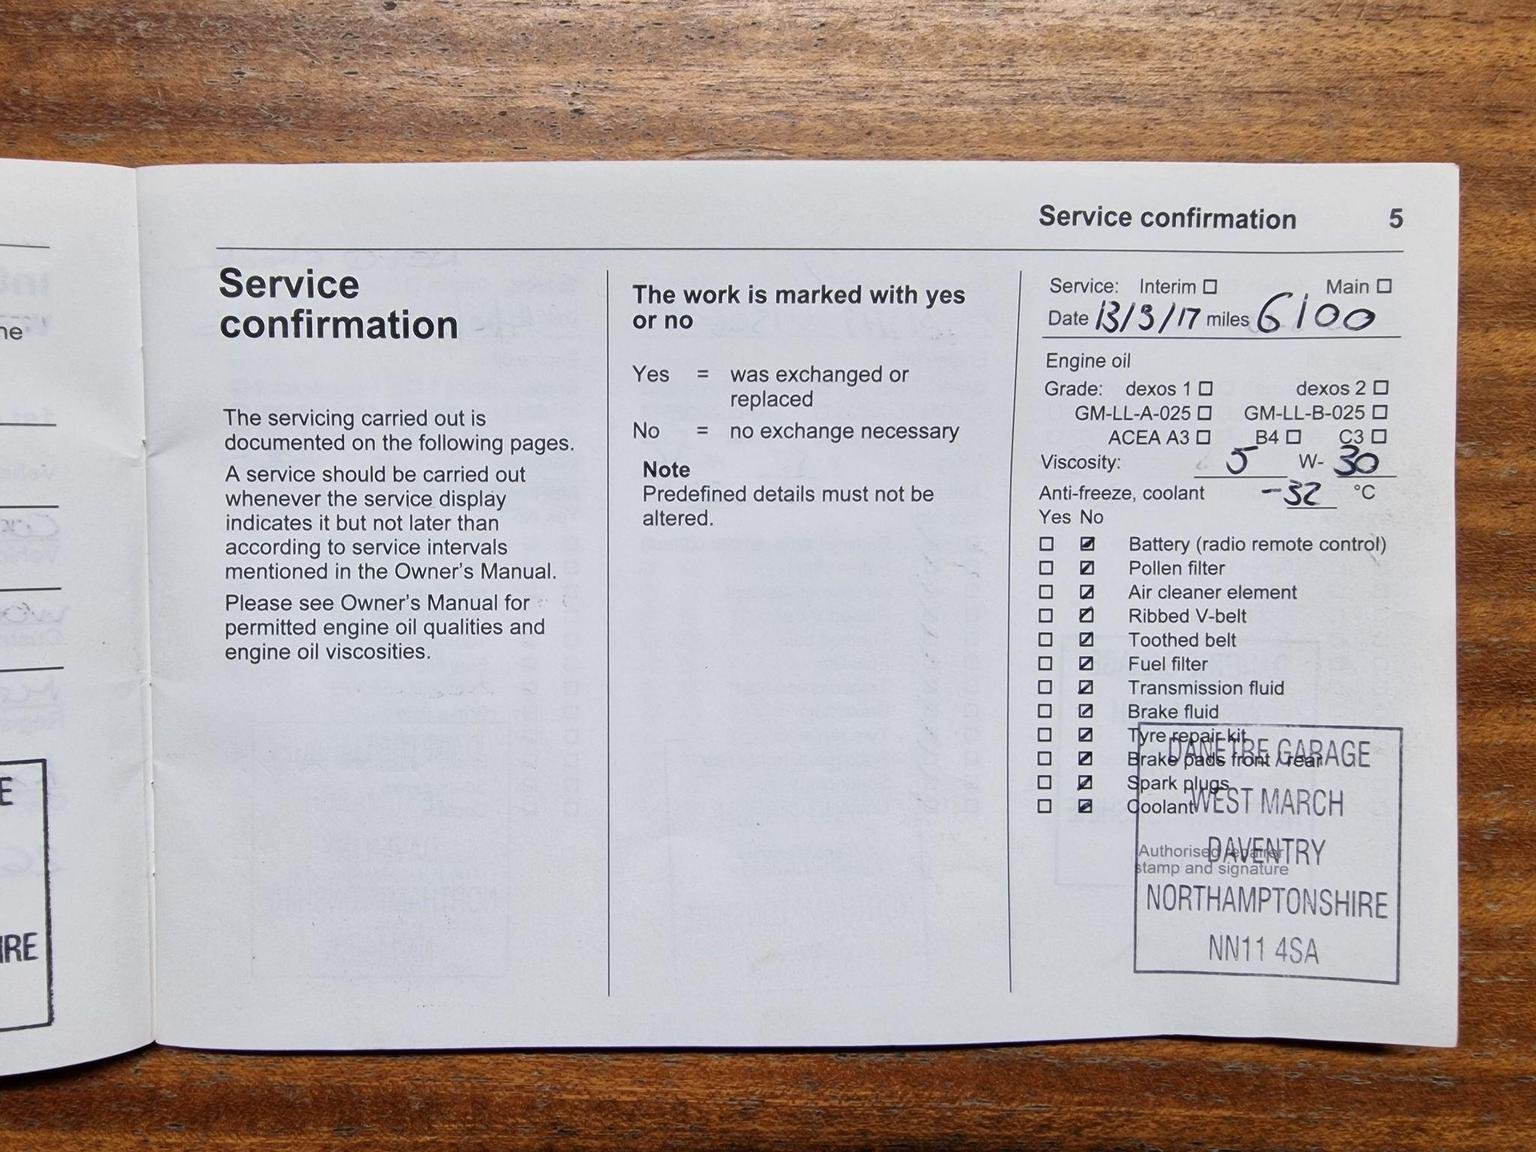 ne
E
IRE
Service confirmation 5
Service
confirmation
The servicing carried out is
documented on the following pages.
A service should be carried out
whenever the service display
indicates it but not later than
according to service intervals
mentioned in the Owner's Manual.
Please see Owner's Manual for
permitted engine oil qualities and
engine oil viscosities.
The work is marked with yes
or no
Yes = was exchanged or
replaced
No = no exchange necessary
Note
Predefined details must not be
altered.
Service: Interim ☐ Main ☐
Date 13/3/17 miles 6100
Engine oil
Grade: dexos 1 ☐ dexos 2 ☐
GM-LL-A-025 ☐ GM-LL-B-025 ☐
ACEA A3 ☐ B4 ☐ C3 ☐
Viscosity: 5 W- 30
Anti-freeze, coolant -32 °C
Yes No
☐ ☑ Battery (radio remote control)
☐ ☑ Pollen filter
☐ ☑ Air cleaner element
☐ ☑ Ribbed V-belt
☐ ☑ Toothed belt
☐ ☑ Fuel filter
☐ ☑ Transmission fluid
☐ ☑ Brake fluid
☐ ☑ Tyre repair kit
☐ ☑ Brake pads front / rear
☐ ☑ Spark plugs
☐ ☑ Coolant
Authorised repairer
stamp and signature
DANETRE GARAGE
WEST MARCH
DAVENTRY
NORTHAMPTONSHIRE
NN11 4SA